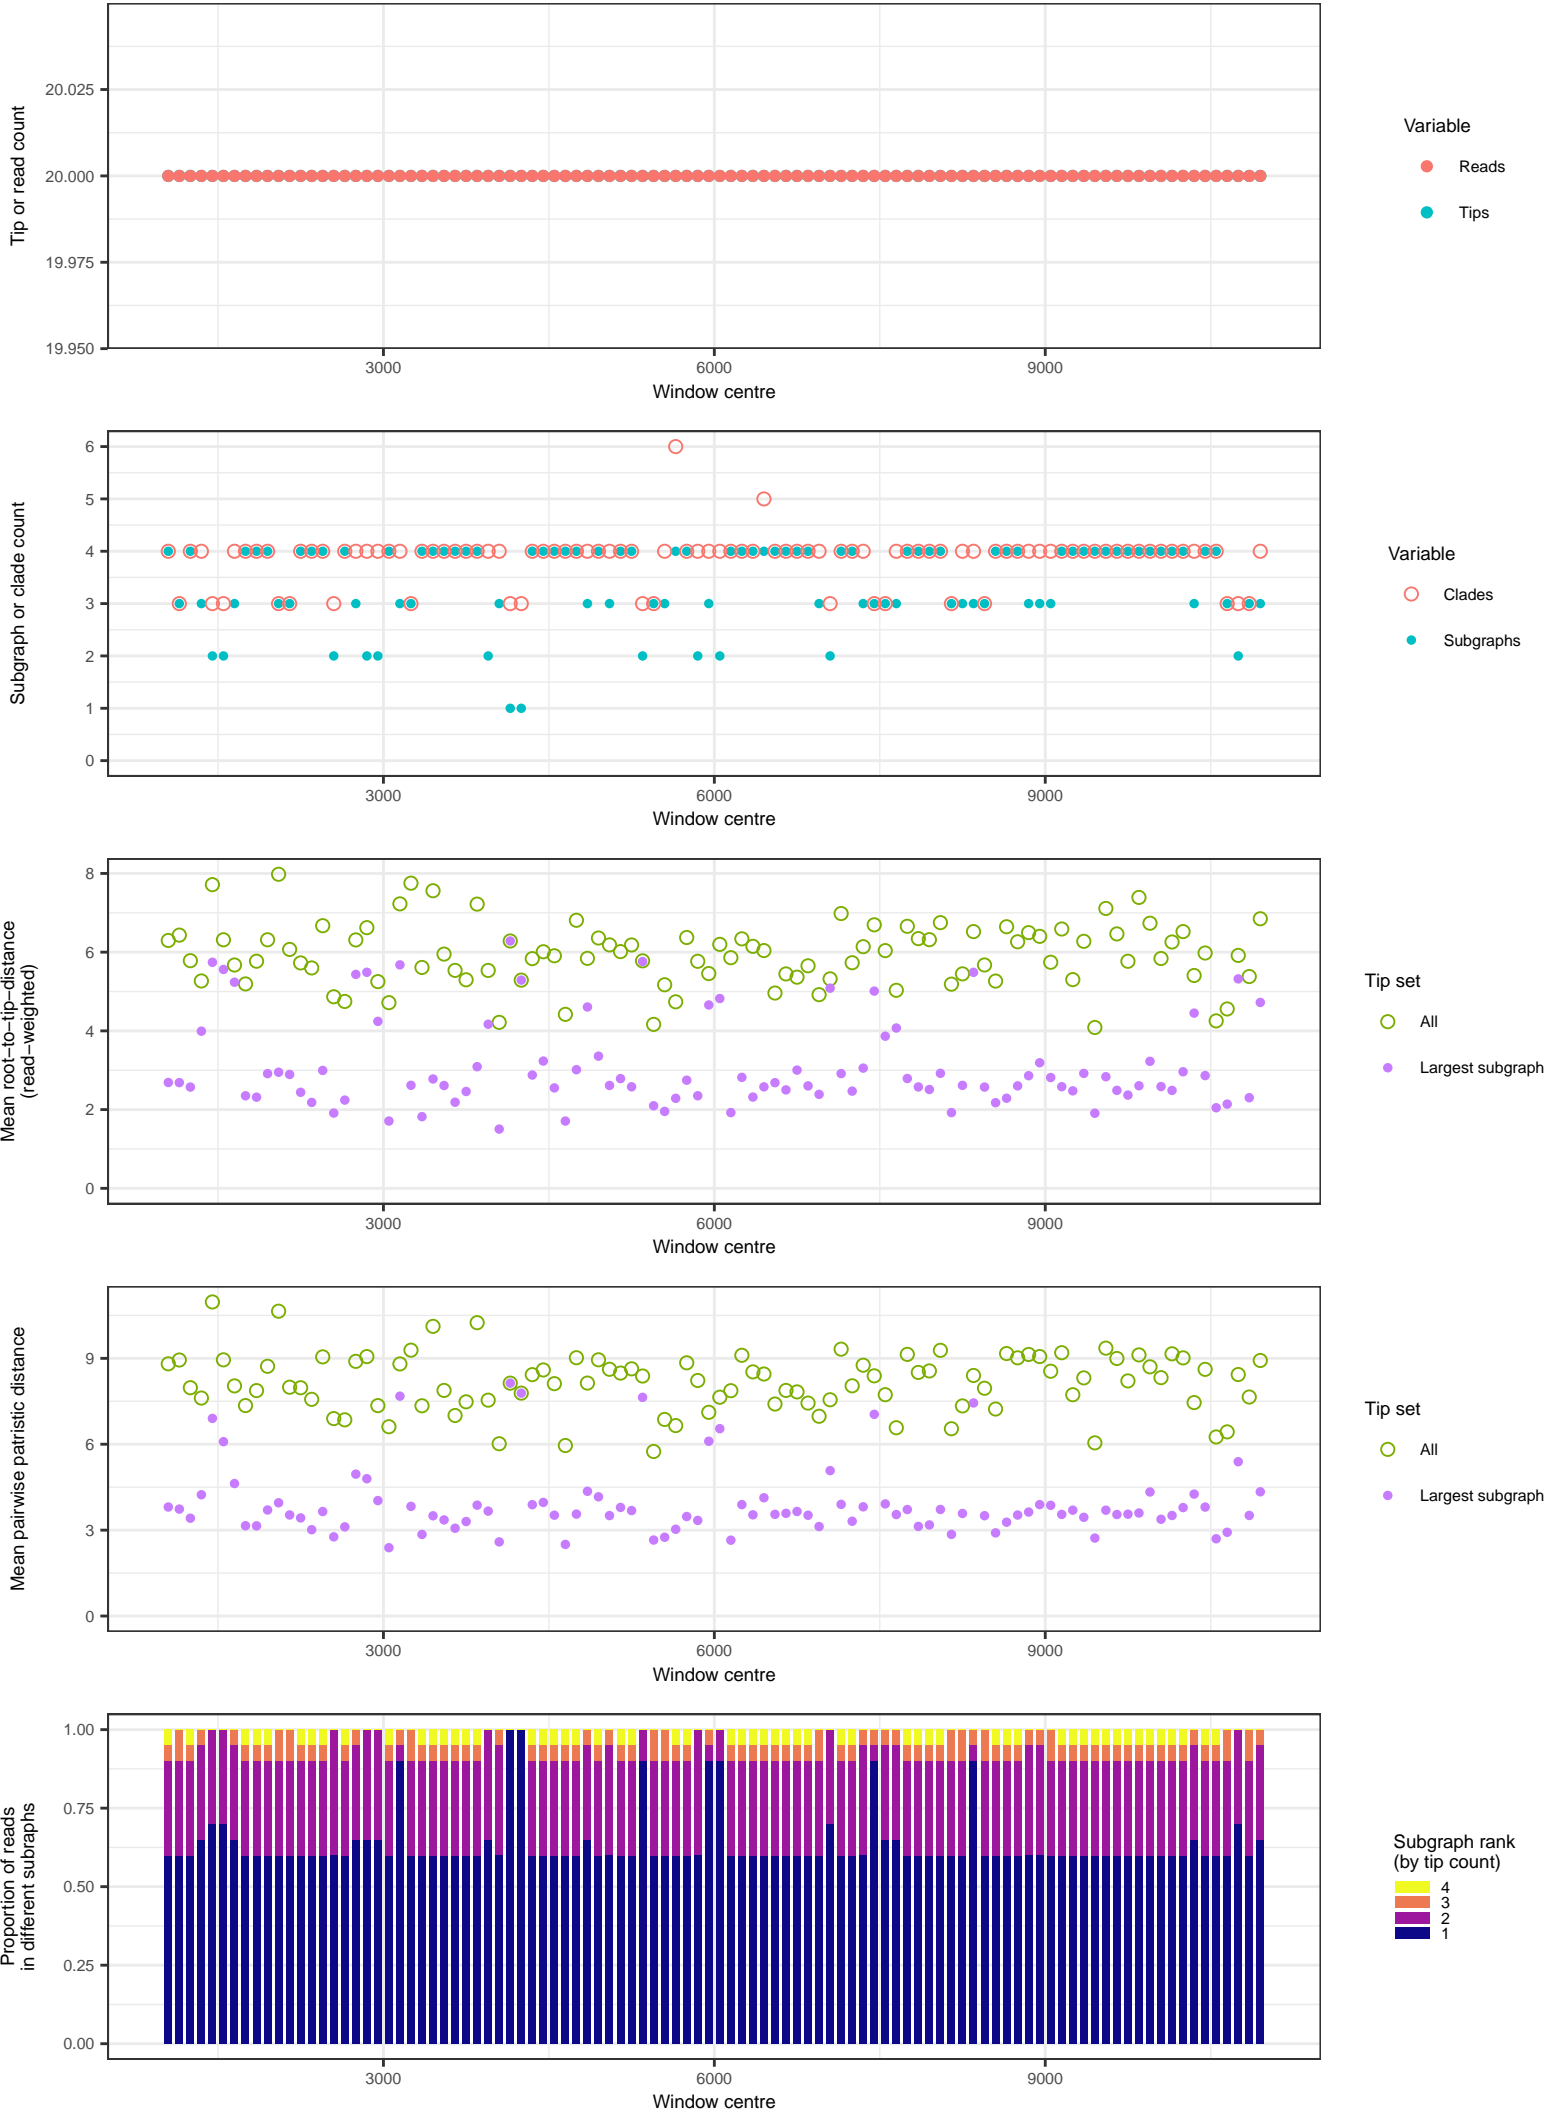 Tip or read count
20.025
20.000
19.975
19.950
3000
6000
9000
Window centre
Variable
Reads
Tips
Subgraph or clade count
6
5
4
3
2
1
0
3000
6000
9000
Window centre
Variable
Clades
Subgraphs
Mean root−to−tip−distance
(read−weighted)
8
6
4
2
0
3000
6000
9000
Window centre
Tip set
All
Largest subgraph
Mean pairwise patristic distance
9
6
3
0
3000
6000
9000
Window centre
Tip set
All
Largest subgraph
Proportion of reads
in different subraphs
1.00
0.75
0.50
0.25
0.00
3000
6000
9000
Window centre
Subgraph rank
(by tip count)
4
3
2
1